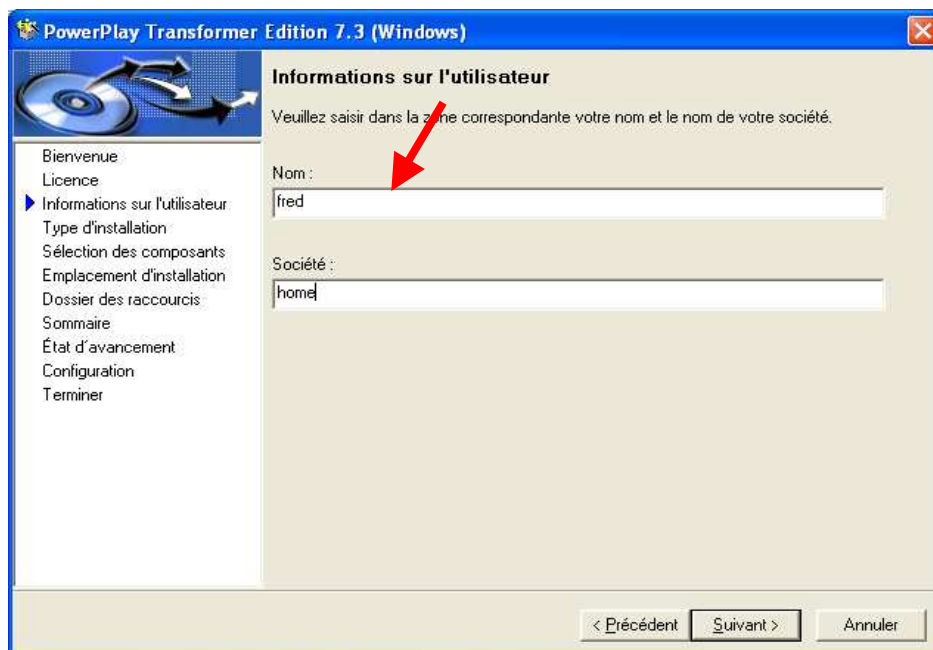 PowerPlay Transformer Edition 7.3 (Windows)
Informations sur l'utilisateur
Veuillez saisir dans la zone correspondante votre nom et le nom de votre société.
Bienvenue
Licence
Informations sur l'utilisateur
Type d'installation
Sélection des composants
Emplacement d'installation
Dossier des raccourcis
Sommaire
État d´avancement
Configuration
Terminer
Nom :
fred
Société :
home
< Précédent
Suivant >
Annuler